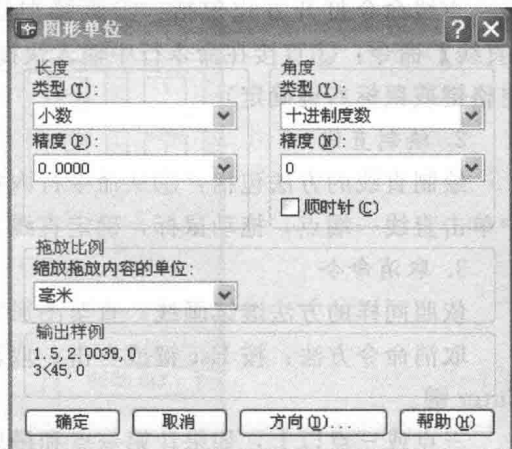 图形单位
长度
类型(T):
小数
精度(P):
0.0000
角度
类型(Y):
十进制度数
精度(N):
0
顺时针(C)
拖放比例
缩放拖放内容的单位:
毫米
输出样例
1.5,2.0039,0
3<45,0
确定
取消
方向(D)...
帮助(H)